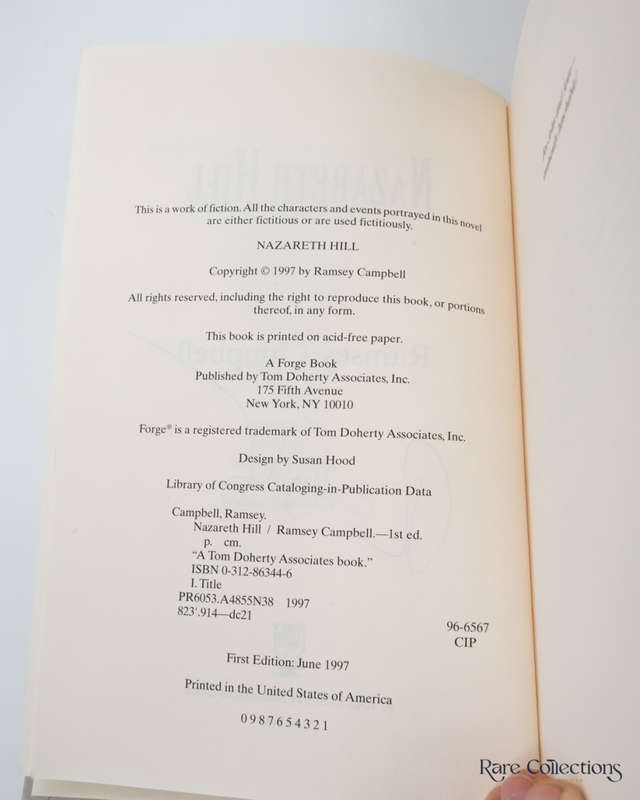 This is a work of fiction. All the characters and events portrayed in this novel
are either fictitious or are used fictitiously.
NAZARETH HILL
Copyright © 1997 by Ramsey Campbell
All rights reserved, including the right to reproduce this book, or portions
thereof, in any form.
This book is printed on acid-free paper.
A Forge Book
Published by Tom Doherty Associates, Inc.
175 Fifth Avenue
New York, NY 10010
Forge® is a registered trademark of Tom Doherty Associates, Inc.
Design by Susan Hood
Library of Congress Cataloging-in-Publication Data
Campbell, Ramsey.
Nazareth Hill / Ramsey Campbell.—1st ed.
p. cm.
"A Tom Doherty Associates book."
ISBN 0-312-86344-6
I. Title
PR6053.A4855N38 1997
823'.914—dc21
96-6567
CIP
First Edition: June 1997
Printed in the United States of America
0 9 8 7 6 5 4 3 2 1
Rare Collections